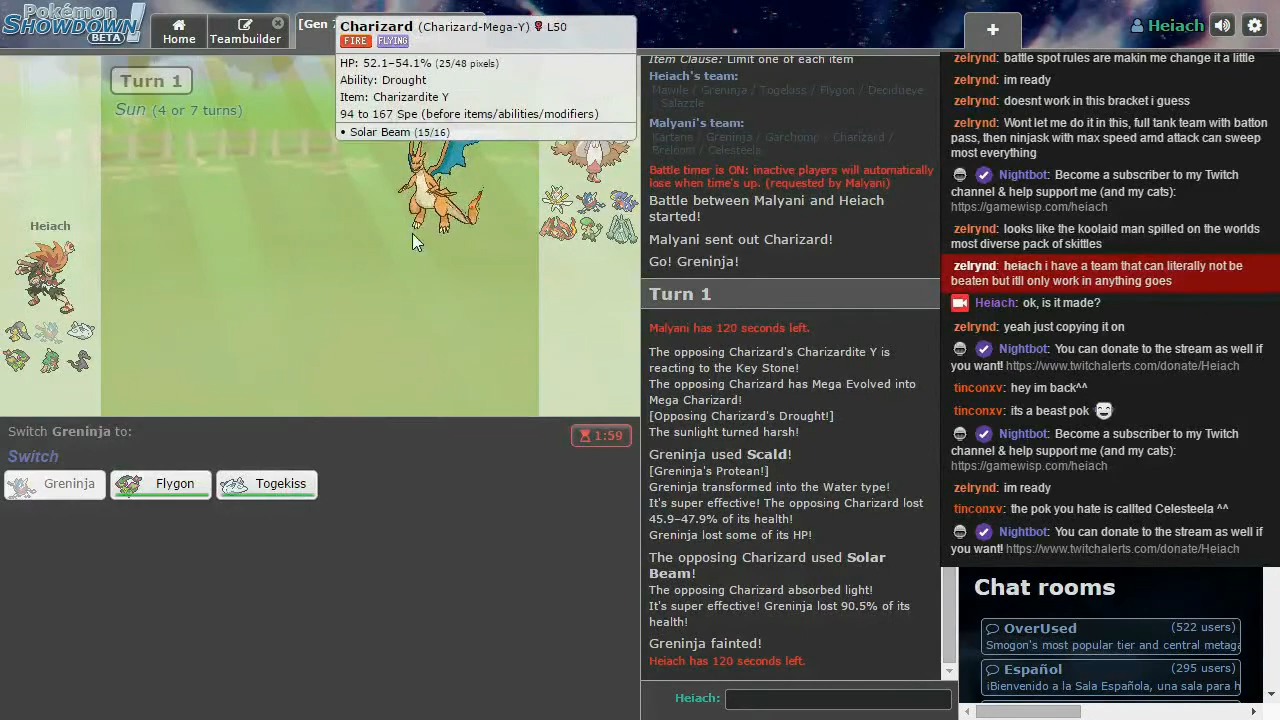 Pokémon
SHOWDOWN!
BETA
Home
Teambuilder
[Gen 7
+
Heiach
Charizard (Charizard-Mega-Y) L50
FIRE FLYING
HP: 52.1–54.1% (25/48 pixels)
Ability: Drought
Item: Charizardite Y
94 to 167 Spe (before items/abilities/modifiers)
• Solar Beam (15/16)
Turn 1
Sun (4 or 7 turns)
Heiach
Switch Greninja to:
1:59
Switch
Greninja
Flygon
Togekiss
Item Clause: Limit one of each item
Heiach's team:
Mawile / Greninja / Togekiss / Flygon / Decidueye
/ Salazzle
Malyani's team:
Kartana / Greninja / Garchomp / Charizard /
Breloom / Celesteela
Battle timer is ON: inactive players will automatically
lose when time's up. (requested by Malyani)
Battle between Malyani and Heiach
started!
Malyani sent out Charizard!
Go! Greninja!
Turn 1
Malyani has 120 seconds left.
The opposing Charizard's Charizardite Y is
reacting to the Key Stone!
The opposing Charizard has Mega Evolved into
Mega Charizard!
[Opposing Charizard's Drought!]
The sunlight turned harsh!
Greninja used Scald!
[Greninja's Protean!]
Greninja transformed into the Water type!
It's super effective! The opposing Charizard lost
45.9–47.9% of its health!
Greninja lost some of its HP!
The opposing Charizard used Solar
Beam!
The opposing Charizard absorbed light!
It's super effective! Greninja lost 90.5% of its
health!
Greninja fainted!
Heiach has 120 seconds left.
Heiach:
zelrynd: battle spot rules are makin me change it a little
zelrynd: im ready
zelrynd: doesnt work in this bracket i guess
zelrynd: Wont let me do it in this, full tank team with batton
pass, then ninjask with max speed and attack can sweep
most everything
Nightbot: Become a subscriber to my Twitch
channel & help support me (and my cats):
https://gamewisp.com/heiach
zelrynd: looks like the koolaid man spilled on the worlds
most diverse pack of skittles
zelrynd: heiach i have a team that can literally not be
beaten but itll only work in anything goes
Heiach: ok, is it made?
zelrynd: yeah just copying it on
Nightbot: You can donate to the stream as well if
you want! https://www.twitchalerts.com/donate/Heiach
tinconxv: hey im back^^
tinconxv: its a beast pok
Nightbot: Become a subscriber to my Twitch
channel & help support me (and my cats):
https://gamewisp.com/heiach
zelrynd: im ready
tinconxv: the pok you hate is callted Celesteela ^^
Nightbot: You can donate to the stream as well if
you want! https://www.twitchalerts.com/donate/Heiach
Chat rooms
OverUsed (522 users)
Smogon's most popular tier and central metaga
Español (295 users)
¡Bienvenido a la Sala Española, una sala para h